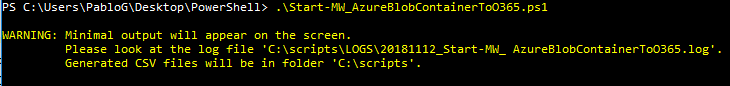 PS C:\Users\PabloG\Desktop\PowerShell> .\Start-MW_AzureBlobContainerToO365.ps1
WARNING: Minimal output will appear on the screen.
Please look at the log file 'C:\scripts\LOGS\20181112_Start-MW_ AzureBlobContainerToO365.log'.
Generated CSV files will be in folder 'C:\scripts'.